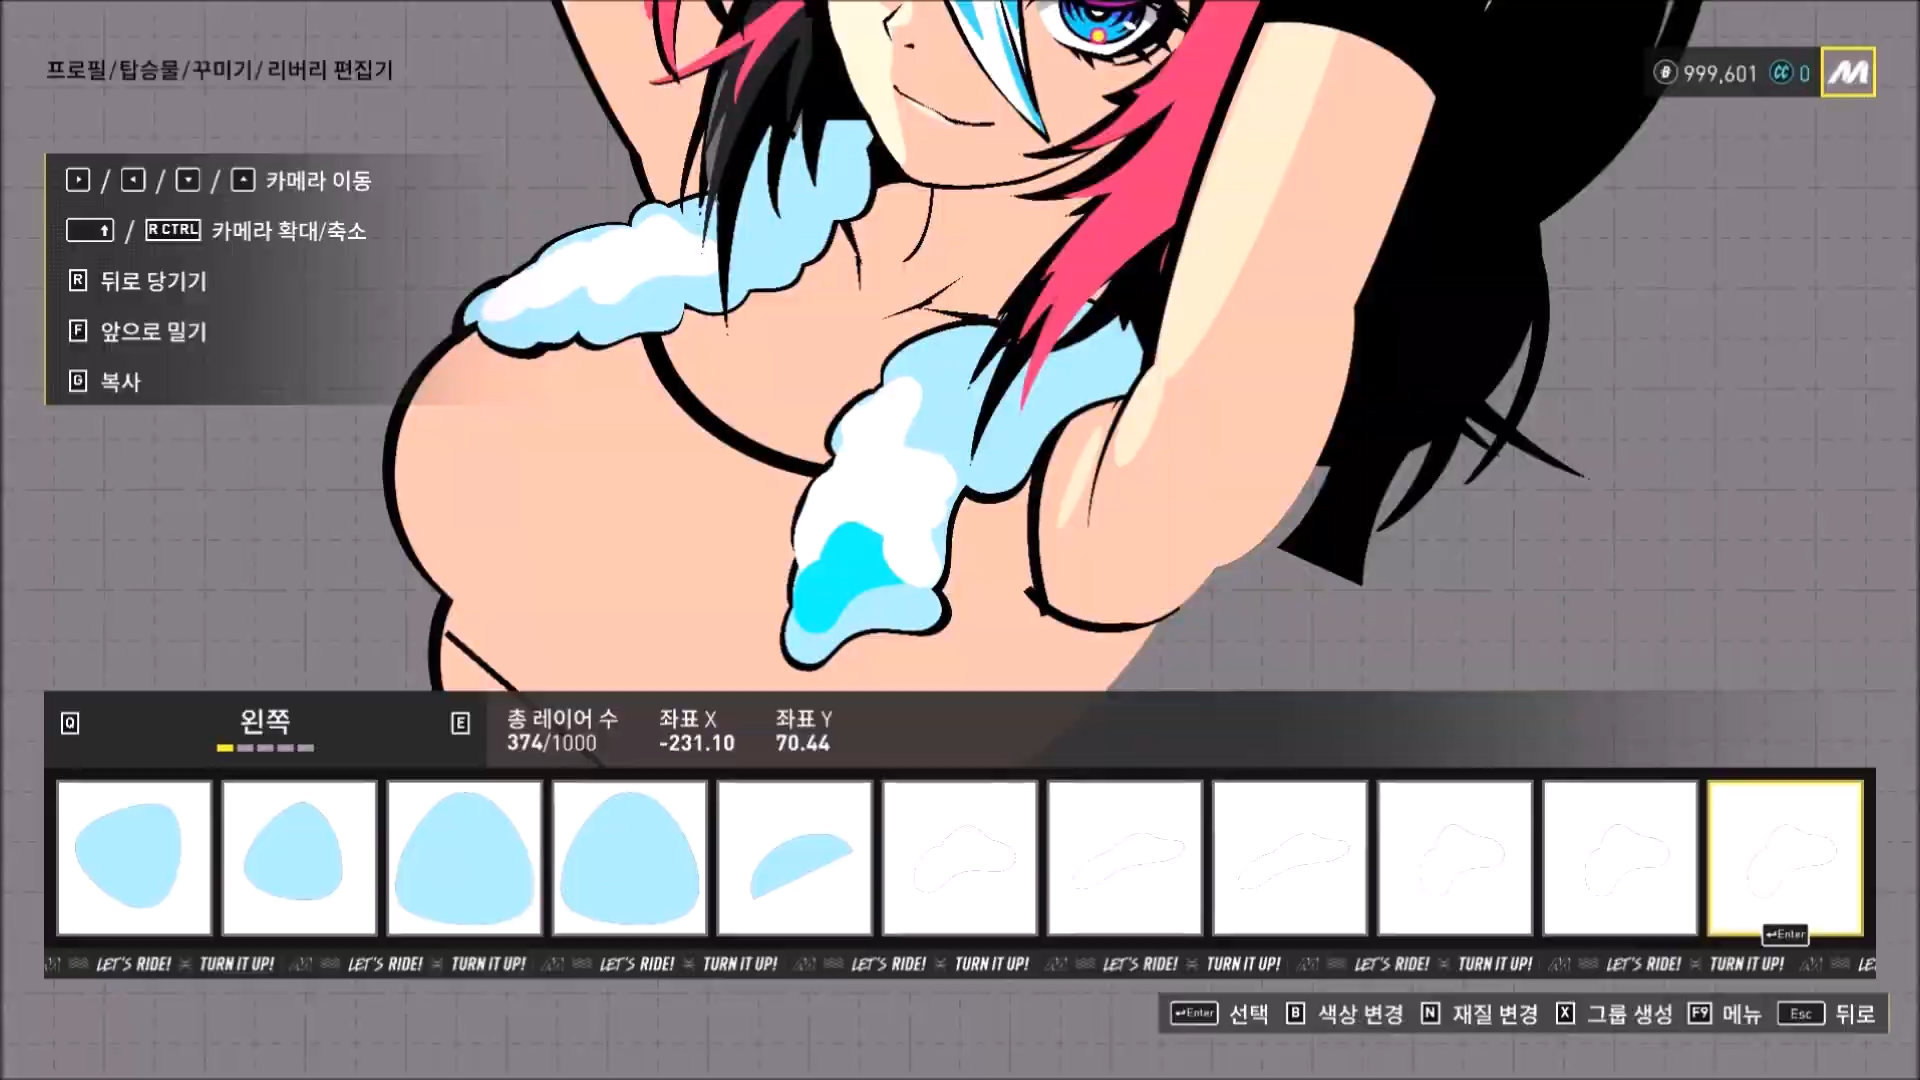 프로필/탑승물/꾸미기/리버리 편집기
999,601 CC 0
/ / / 카메라 이동
/ R CTRL 카메라 확대/축소
R 뒤로 당기기
F 앞으로 밀기
G 복사
Q 왼쪽 E
총 레이어 수 좌표 X 좌표 Y
374/1000 -231.10 70.44
Enter
LET'S RIDE! TURN IT UP! LET'S RIDE! TURN IT UP! LET'S RIDE! TURN IT UP! LET'S RIDE! TURN IT UP! LET'S RIDE! TURN IT UP! LET'S RIDE! TURN IT UP! LET'S RIDE! TURN IT UP! LE
Enter 선택 B 색상 변경 N 재질 변경 X 그룹 생성 F9 메뉴 Esc 뒤로